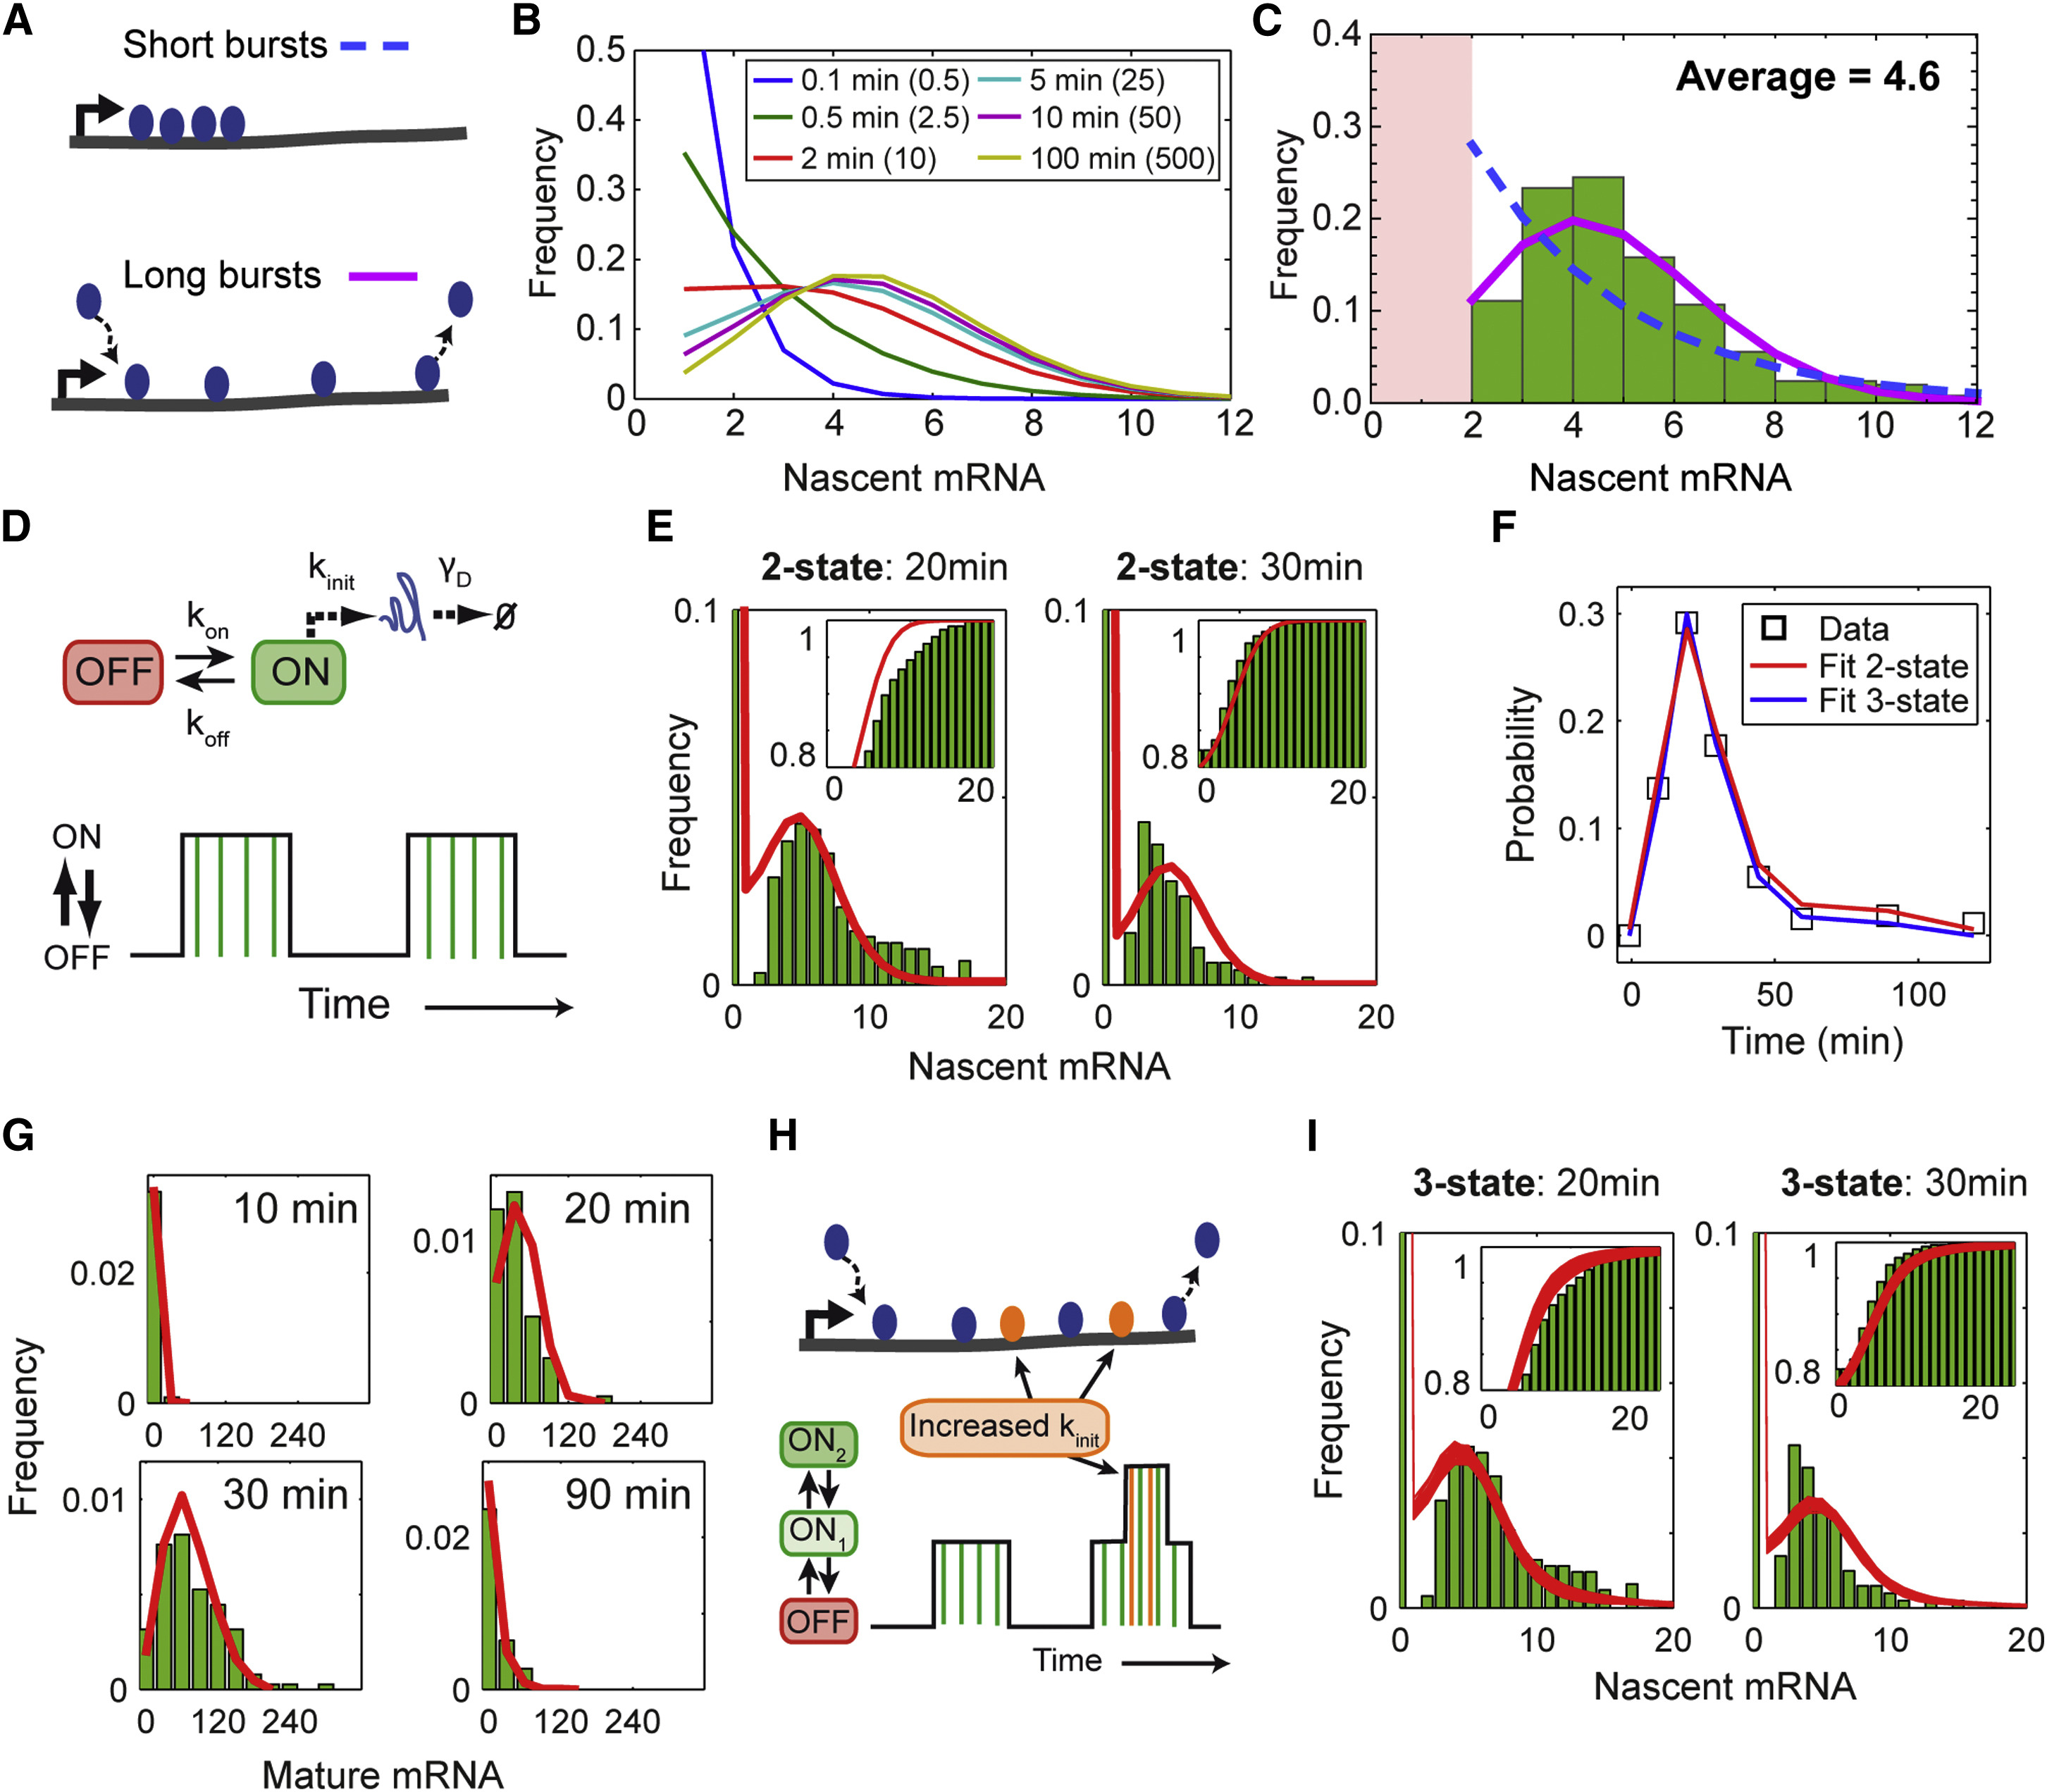 A
Short bursts
Long bursts
B
0.5
0.4
0.3
0.2
0.1
0
Frequency
0.1 min (0.5)
0.5 min (2.5)
2 min (10)
5 min (25)
10 min (50)
100 min (500)
0 2 4 6 8 10 12
Nascent mRNA
C
0.4
0.3
0.2
0.1
0.0
Frequency
Average = 4.6
0 2 4 6 8 10 12
Nascent mRNA
D
kinit
γD
kon
OFF
ON
ø
koff
ON
OFF
Time
E
2-state: 20min
0.1
0
Frequency
1
0.8
0 20
0 10 20
2-state: 30min
0.1
0
1
0.8
0 20
0 10 20
Nascent mRNA
F
0.3
0.2
0.1
0
Probability
Data
Fit 2-state
Fit 3-state
0 50 100
Time (min)
G
Frequency
10 min
0.02
0
0 120 240
20 min
0.01
0
0 120 240
30 min
0.01
0
0 120 240
90 min
0.02
0
0 120 240
Mature mRNA
H
Increased kinit
ON2
ON1
OFF
Time
I
3-state: 20min
0.1
0
Frequency
1
0.8
0 20
0 10 20
3-state: 30min
0.1
0
1
0.8
0 20
0 10 20
Nascent mRNA